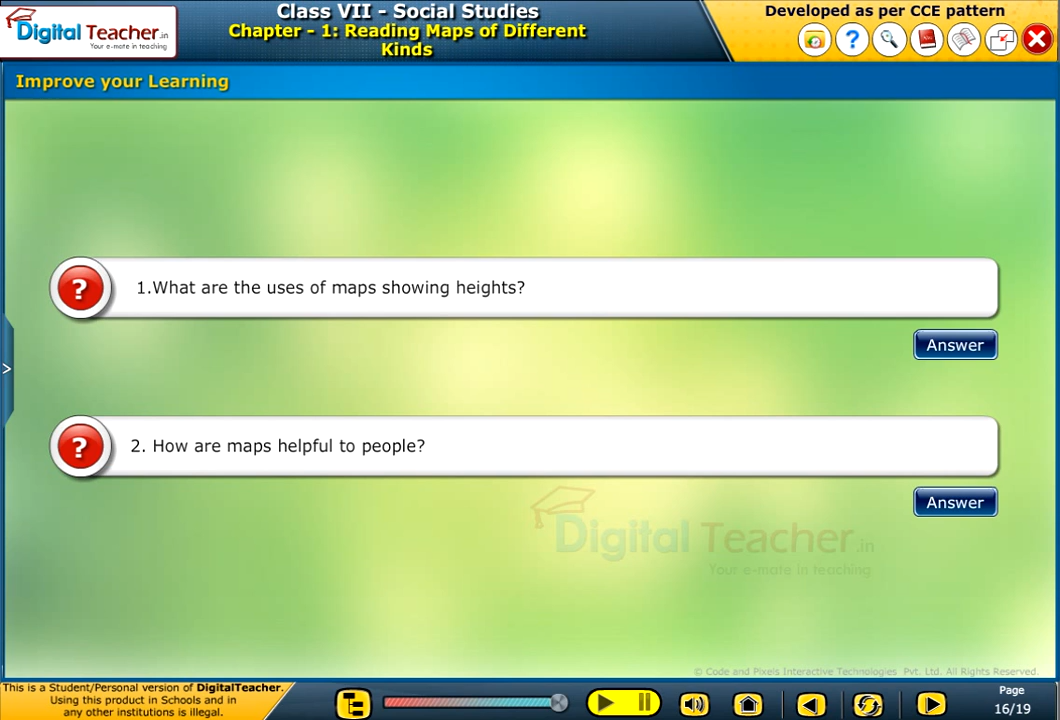 Digital Teacher.in
Your e-mate in teaching
Class VII - Social Studies
Chapter - 1: Reading Maps of Different
Kinds
Developed as per CCE pattern
Improve your Learning
1.What are the uses of maps showing heights?
Answer
2. How are maps helpful to people?
Answer
Digital Teacher.in
Your e-mate in teaching
© Code and Pixels Interactive Technologies Pvt. Ltd. All Rights Reserved.
This is a Student/Personal version of DigitalTeacher.
Using this product in Schools and in
any other institutions is illegal.
Page
16/19